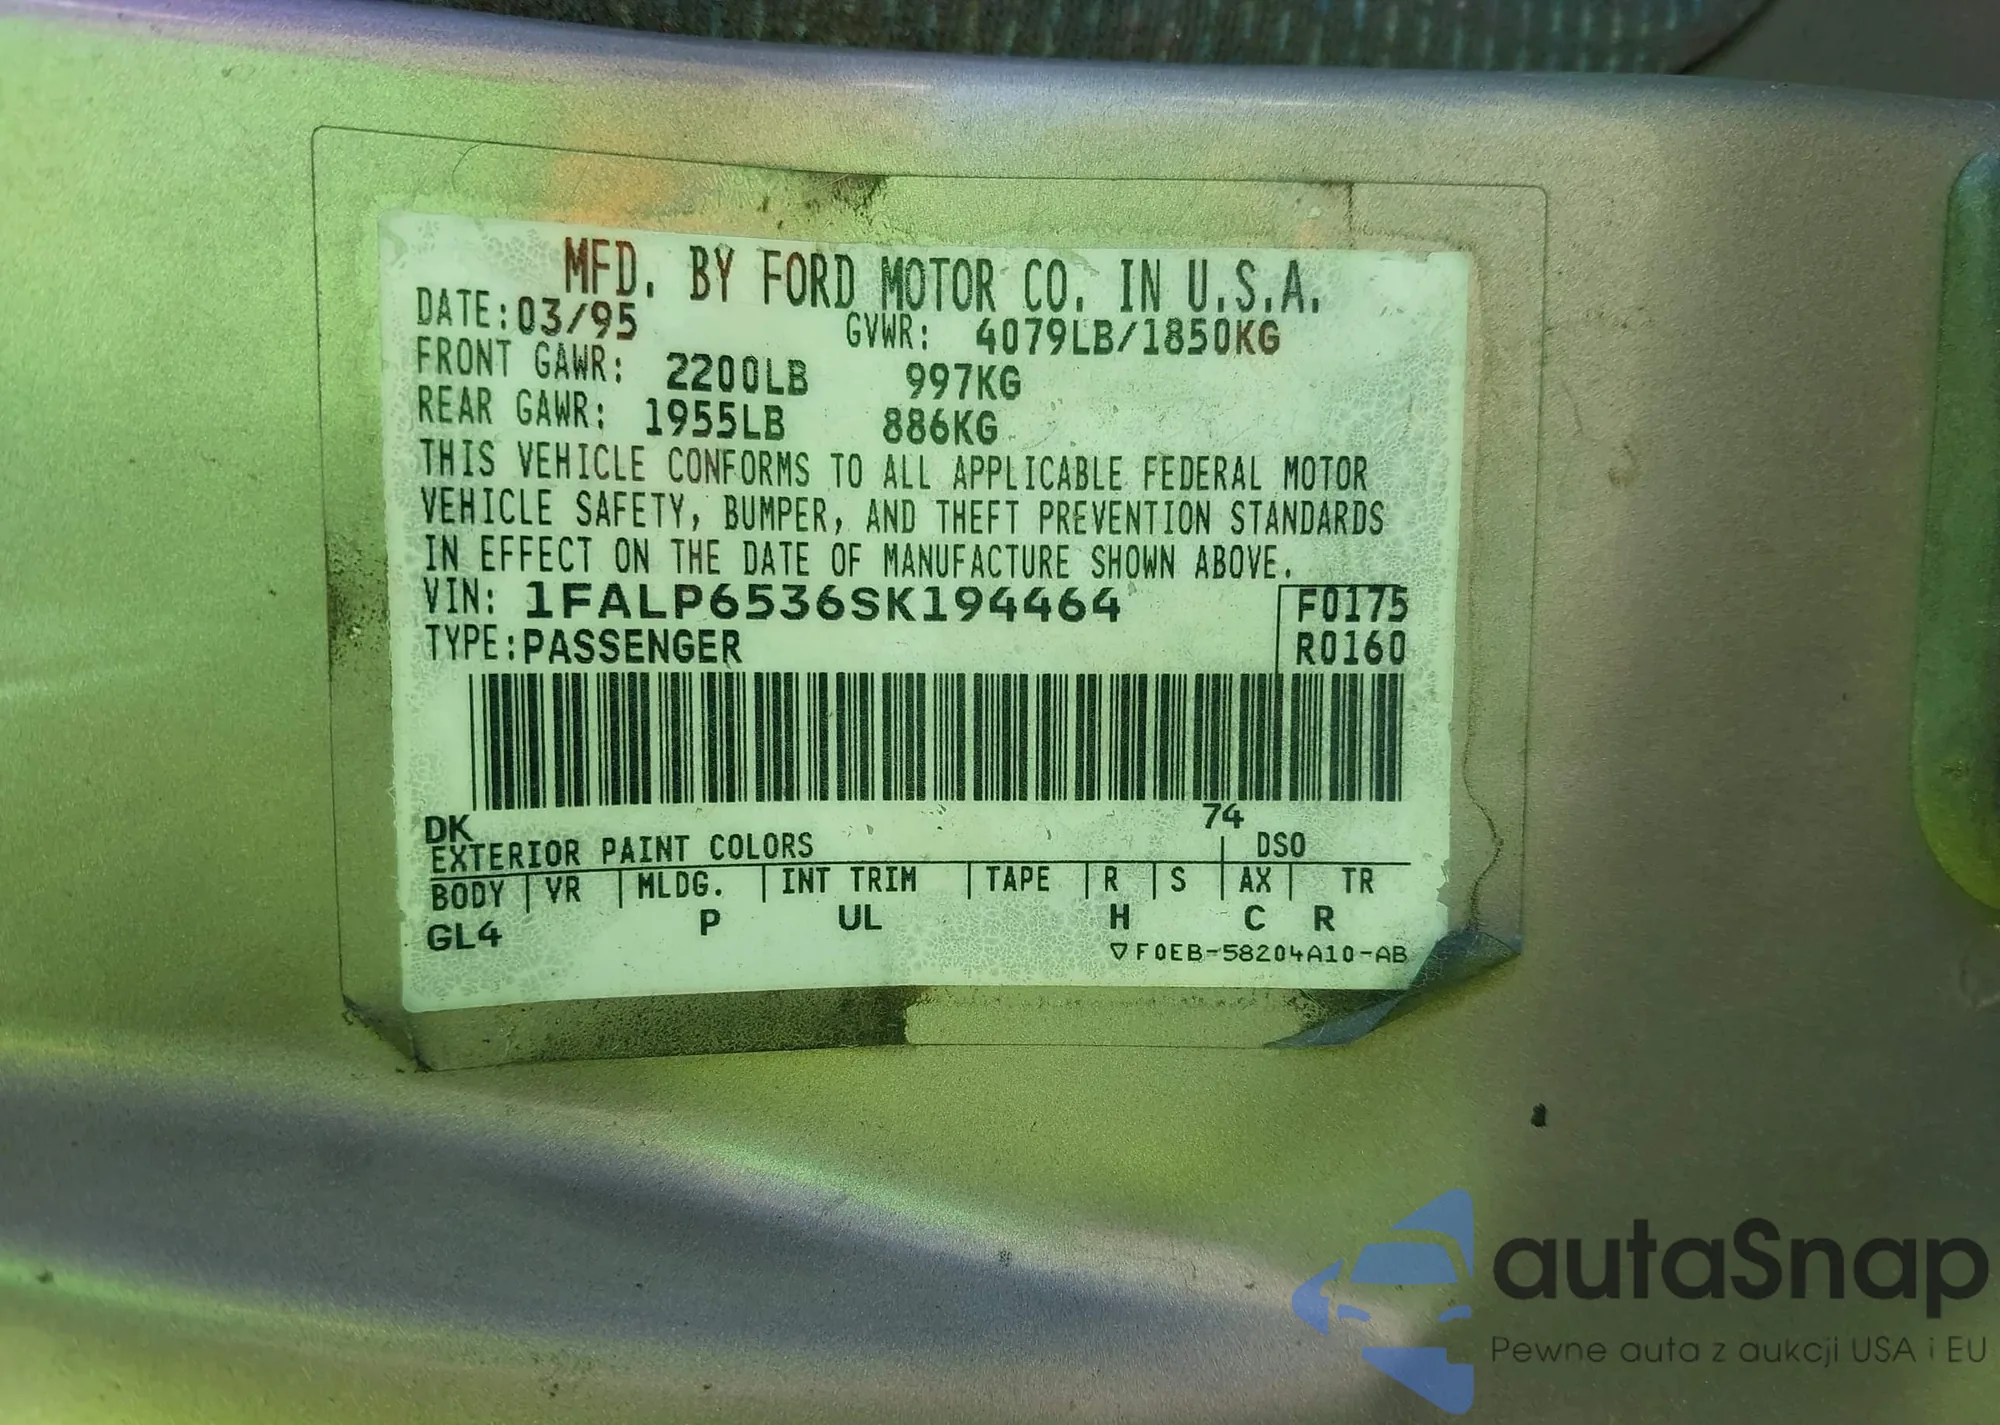 MFD. BY FORD MOTOR CO. IN U.S.A.
DATE: 03/95 GVWR: 4079LB/1850KG
FRONT GAWR: 2200LB 997KG
REAR GAWR: 1955LB 886KG
THIS VEHICLE CONFORMS TO ALL APPLICABLE FEDERAL MOTOR
VEHICLE SAFETY, BUMPER, AND THEFT PREVENTION STANDARDS
IN EFFECT ON THE DATE OF MANUFACTURE SHOWN ABOVE.
VIN: 1FALP6536SK194464 F0175
TYPE: PASSENGER R0160
DK 74
EXTERIOR PAINT COLORS DSO
BODY VR MLDG. INT TRIM TAPE R S AX TR
GL4 P UL H C R
▽F0EB-58204A10-AB
autaSnap
Pewne auta z aukcji USA i EU